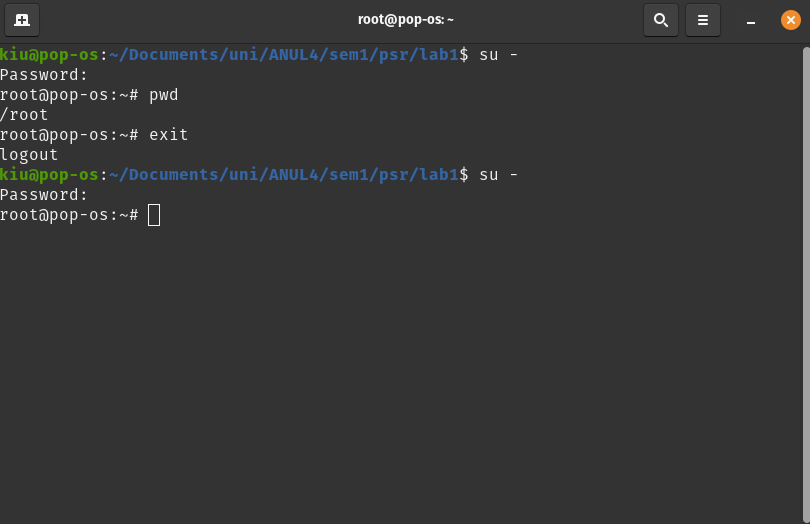 root@pop-os: ~
kiu@pop-os:~/Documents/uni/ANUL4/sem1/psr/lab1$ su -
Password:
root@pop-os:~# pwd
/root
root@pop-os:~# exit
logout
kiu@pop-os:~/Documents/uni/ANUL4/sem1/psr/lab1$ su -
Password:
root@pop-os:~#